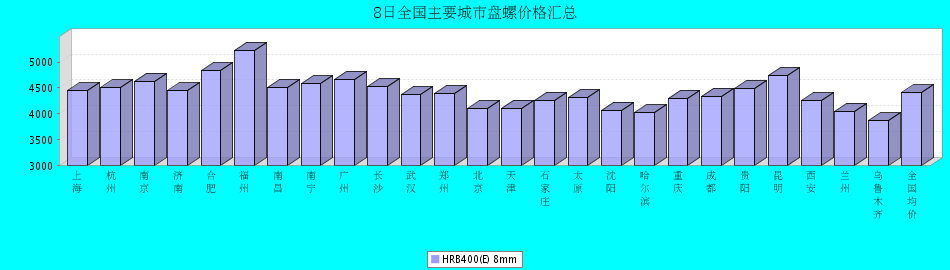 8日全国主要城市盘螺价格汇总
5000
4500
4000
3500
3000
上海
杭州
南京
济南
合肥
福州
南昌
南宁
广州
长沙
武汉
郑州
北京
天津
石家庄
太原
沈阳
哈尔滨
重庆
成都
贵阳
昆明
西安
兰州
乌鲁木齐
全国均价
HRB400(E) 8mm